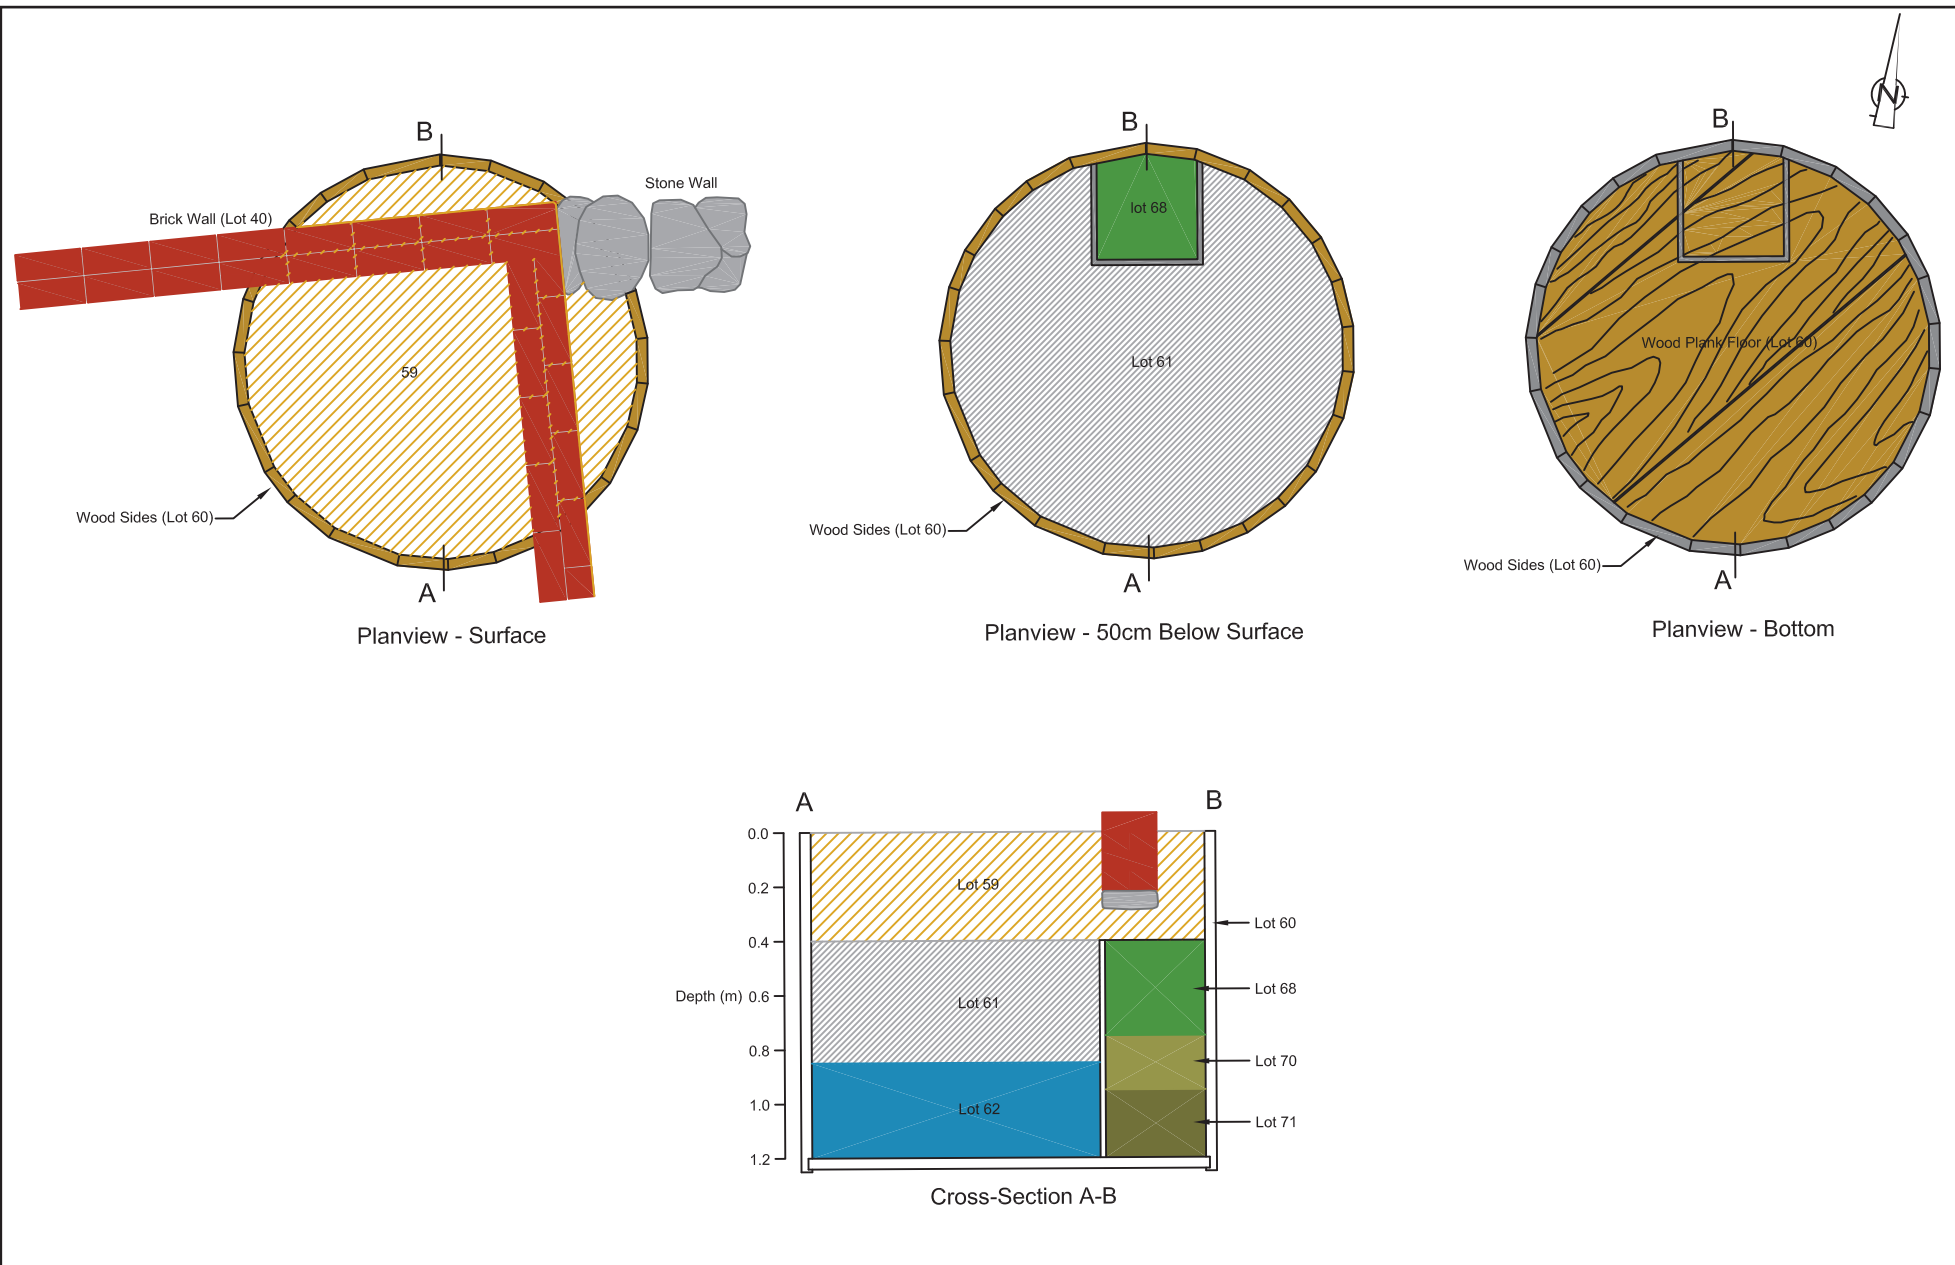 N
B
Stone Wall
Brick Wall (Lot 40)
59
Wood Sides (Lot 60)
A
Planview - Surface
B
lot 68
Lot 61
Wood Sides (Lot 60)
A
Planview - 50cm Below Surface
B
Wood Plank Floor (Lot 60)
Wood Sides (Lot 60)
A
Planview - Bottom
A
B
0.0
0.2
0.4
Depth (m) 0.6
0.8
1.0
1.2
Lot 59
Lot 61
Lot 62
Lot 60
Lot 68
Lot 70
Lot 71
Cross-Section A-B